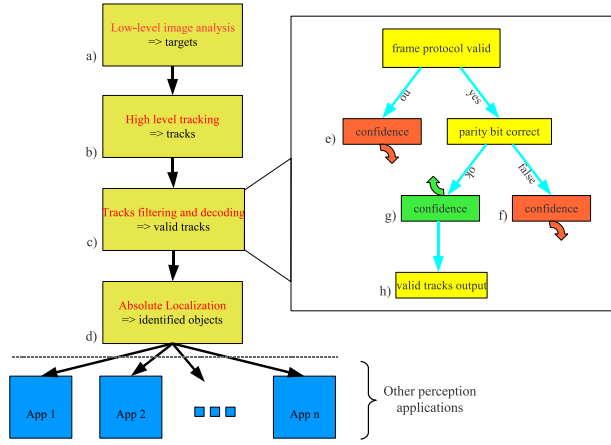 Low-level image analysis
=> targets
a)
High level tracking
=> tracks
b)
Tracks filtering and decoding
=> valid tracks
c)
Absolute Localization
=> identified objects
d)
App 1
App 2
App n
Other perception
applications
frame protocol valid
no
yes
e)
confidence
parity bit correct
ok
false
g)
confidence
f)
confidence
h)
valid tracks output